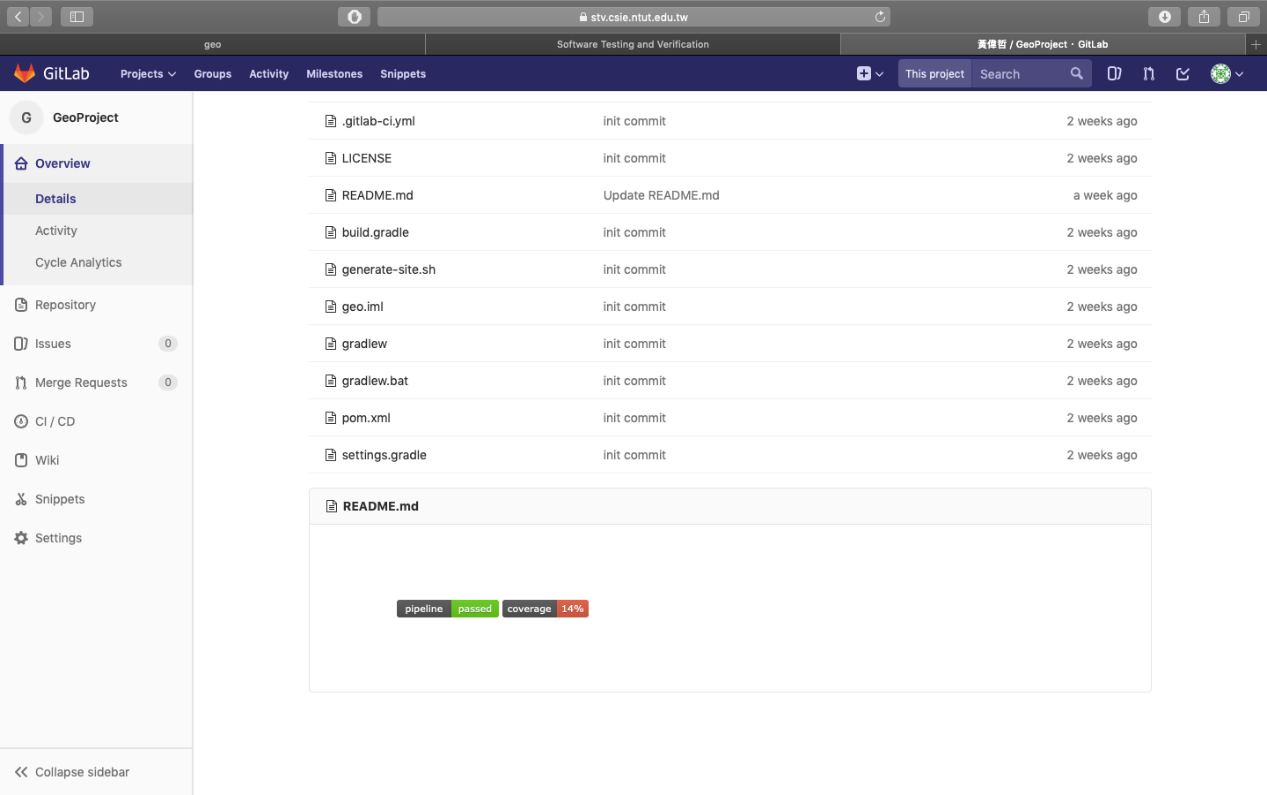 stv.csie.ntut.edu.tw
geo
Software Testing and Verification
黃偉哲 / GeoProject · GitLab
GitLab
Projects
Groups
Activity
Milestones
Snippets
This project
Search
G GeoProject
Overview
Details
Activity
Cycle Analytics
Repository
Issues 0
Merge Requests 0
CI / CD
Wiki
Snippets
Settings
Collapse sidebar
.gitlab-ci.yml init commit 2 weeks ago
LICENSE init commit 2 weeks ago
README.md Update README.md a week ago
build.gradle init commit 2 weeks ago
generate-site.sh init commit 2 weeks ago
geo.iml init commit 2 weeks ago
gradlew init commit 2 weeks ago
gradlew.bat init commit 2 weeks ago
pom.xml init commit 2 weeks ago
settings.gradle init commit 2 weeks ago
README.md
pipeline passed coverage 14%